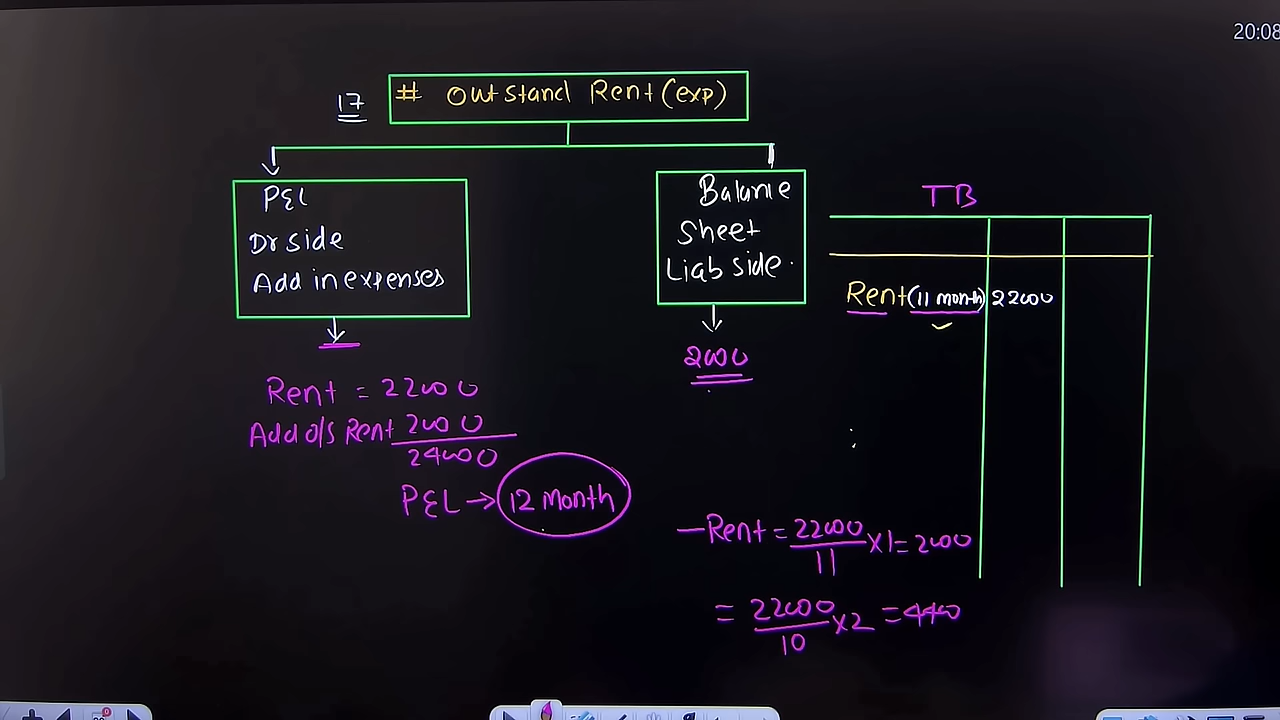 20:08
17 # Outstand Rent (exp)
P&L
Dr side
Add in expenses
Balance
Sheet
Liab side.
TB
Rent (11 month) 22000
2000
Rent = 22000
Add o/s Rent 2000
24000
P&L → 12 month
– Rent = 22000/11 ×1 = 2000
= 22000/10 ×2 = 4400